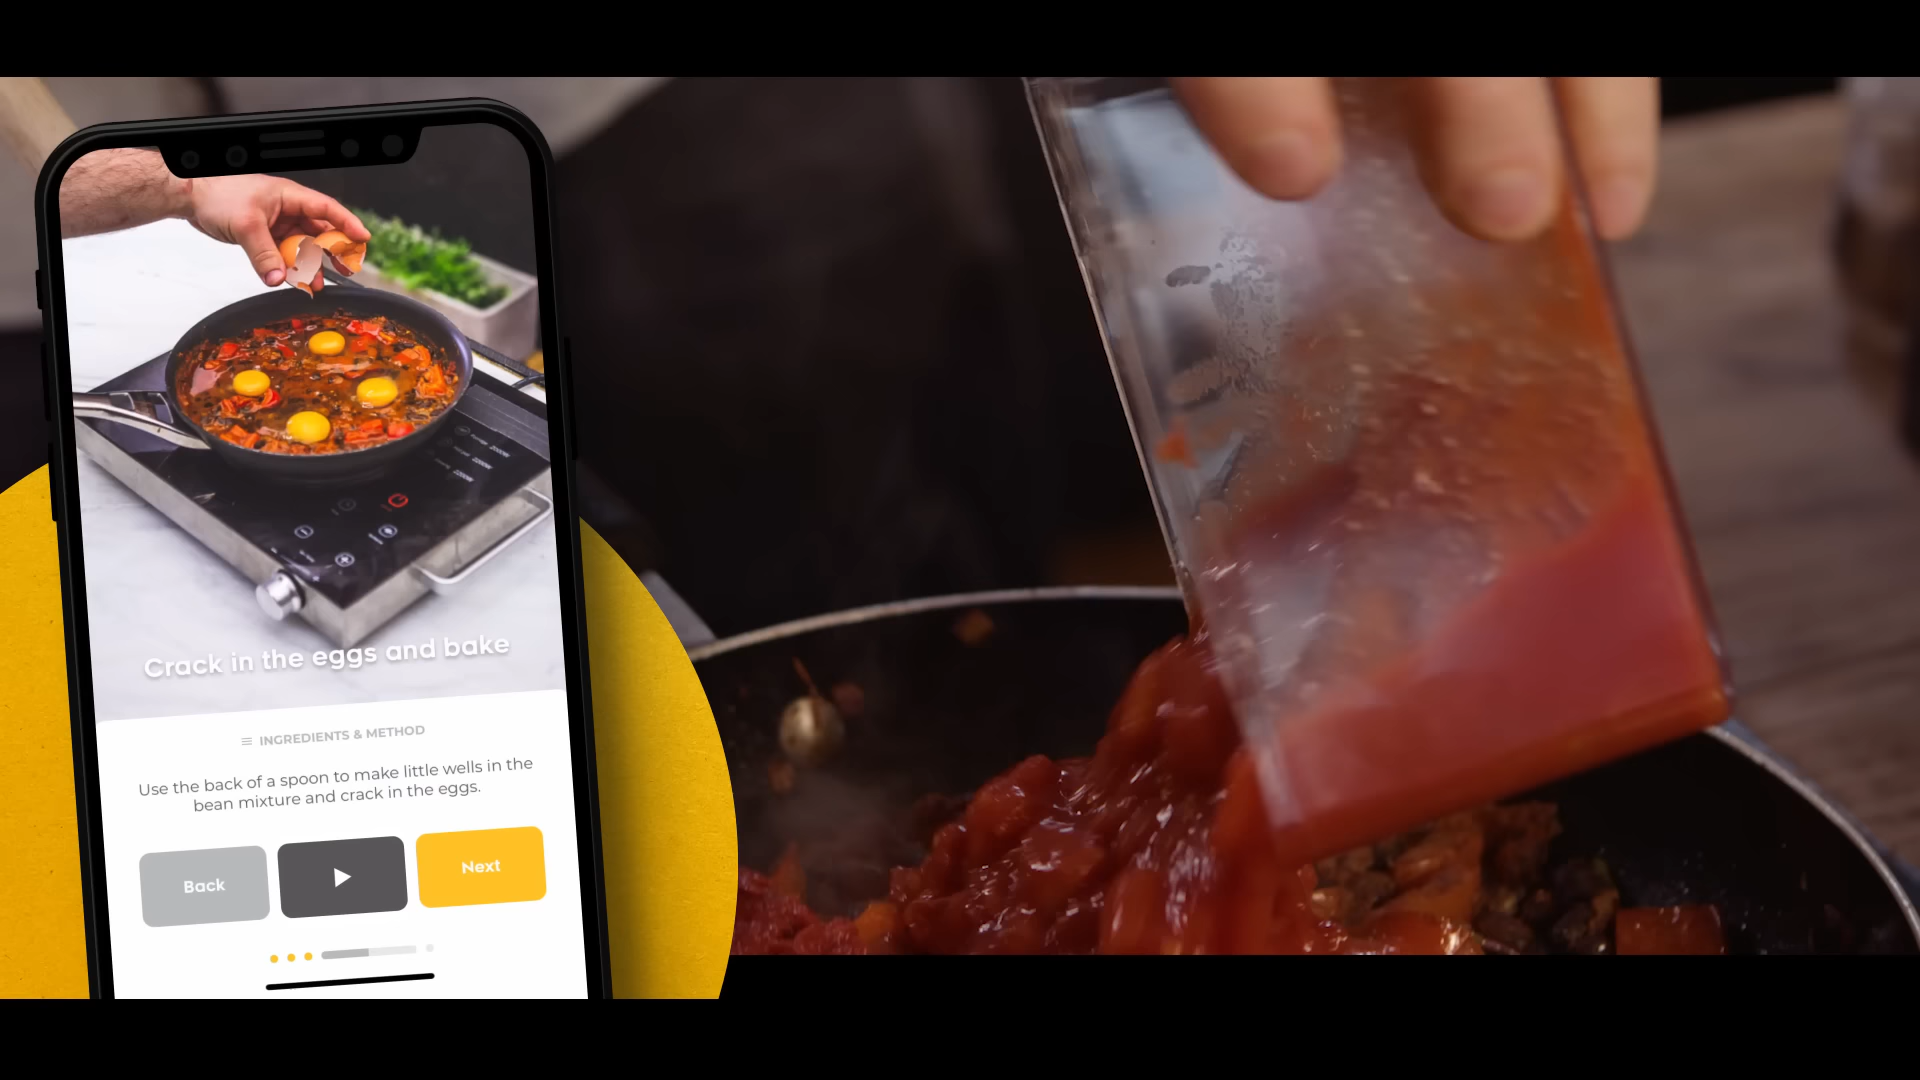 Crack in the eggs and bake
INGREDIENTS & METHOD
Use the back of a spoon to make little wells in the
bean mixture and crack in the eggs.
Back
Next